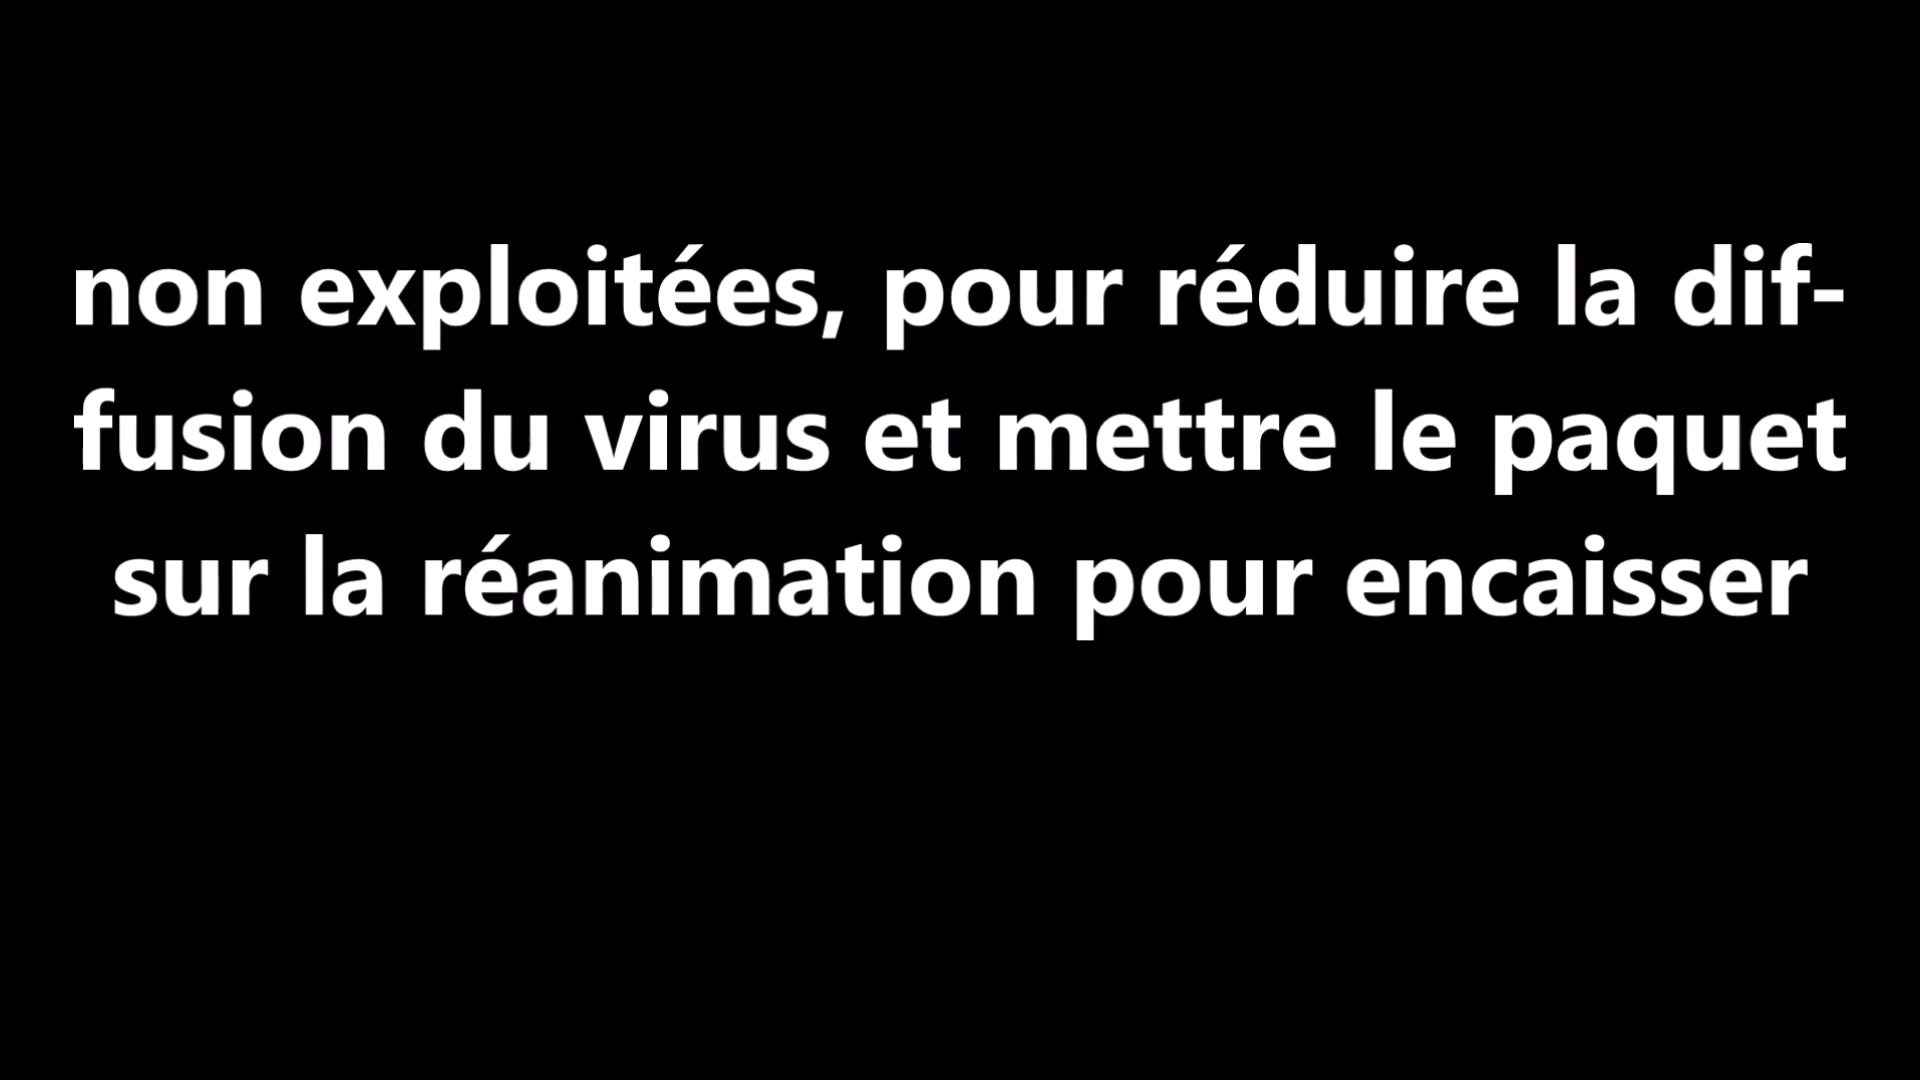 non exploitées, pour réduire la dif-
fusion du virus et mettre le paquet
sur la réanimation pour encaisser